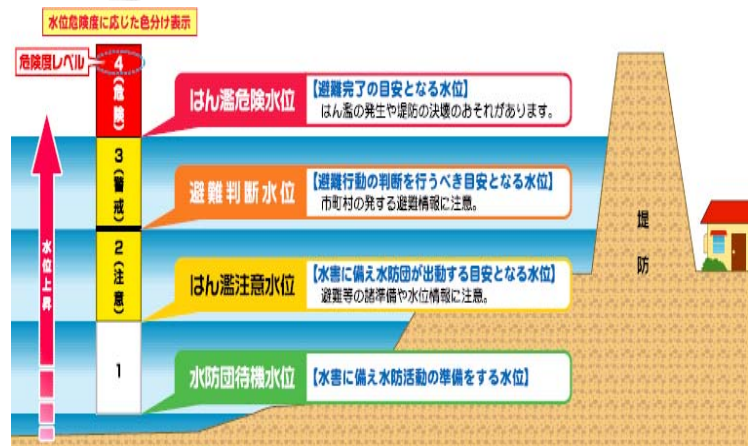 水位危険度に応じた色分け表示
危険度レベル
4(危険)
はん濫危険水位
【避難完了の目安となる水位】
はん濫の発生や堤防の決壊のおそれがあります。
3(警戒)
避難判断水位
【避難行動の判断を行うべき目安となる水位】
市町村の発する避難情報に注意。
2(注意)
はん濫注意水位
【水害に備え水防団が出動する目安となる水位】
避難等の諸準備や水位情報に注意。
1
水防団待機水位
【水害に備え水防活動の準備をする水位】
水位上昇
堤防